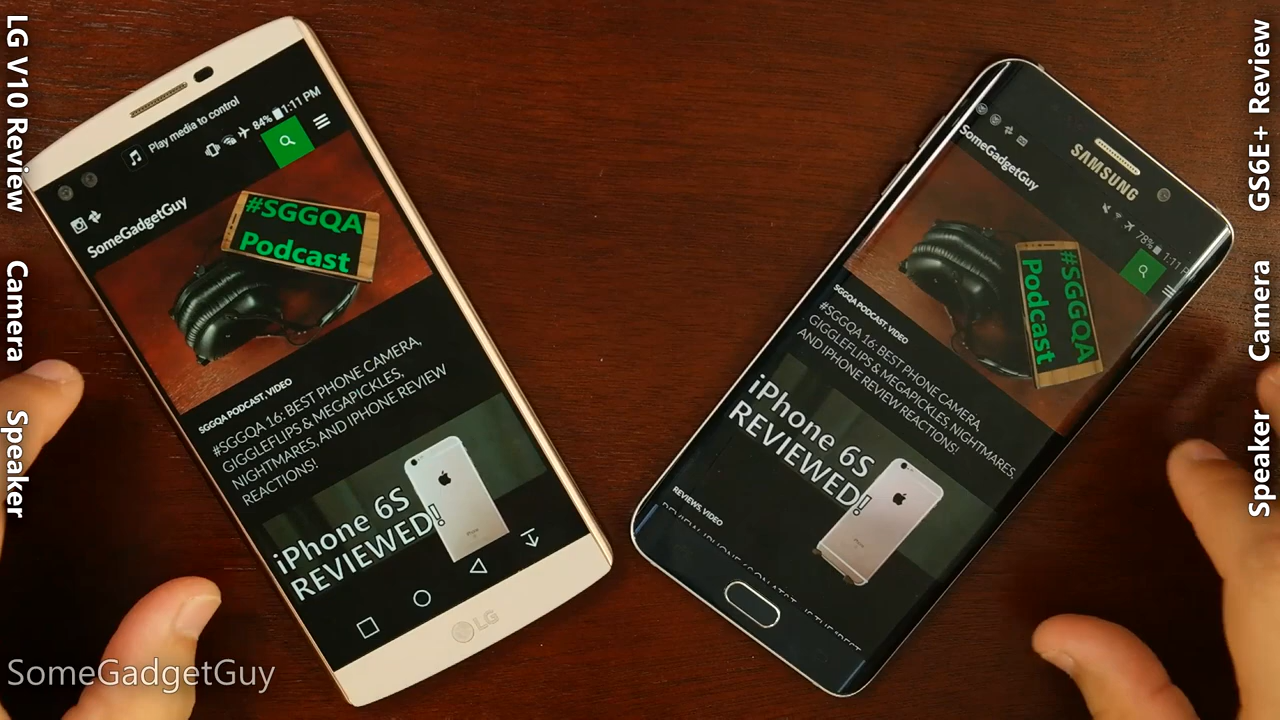 LG V10 Review
Camera
Speaker
Play media to control
84% 1:11 PM
SomeGadgetGuy
#SGGQA
Podcast
SGGQA PODCAST, VIDEO
#SGGQA 16: BEST PHONE CAMERA,
GIGGLEFLIPS & MEGAPICKLES,
NIGHTMARES, AND IPHONE REVIEW
REACTIONS!
iPhone 6S
REVIEWED!
LG
SAMSUNG
78% 1:11 P
SomeGadgetGuy
#SGGQA
Podcast
SGGQA PODCAST, VIDEO
#SGGQA 16: BEST PHONE CAMERA,
GIGGLEFLIPS & MEGAPICKLES, NIGHTMARES,
AND IPHONE REVIEW REACTIONS!
iPhone 6S
REVIEWED!
REVIEWS, VIDEO
GS6E+ Review
Camera
Speaker
SomeGadgetGuy